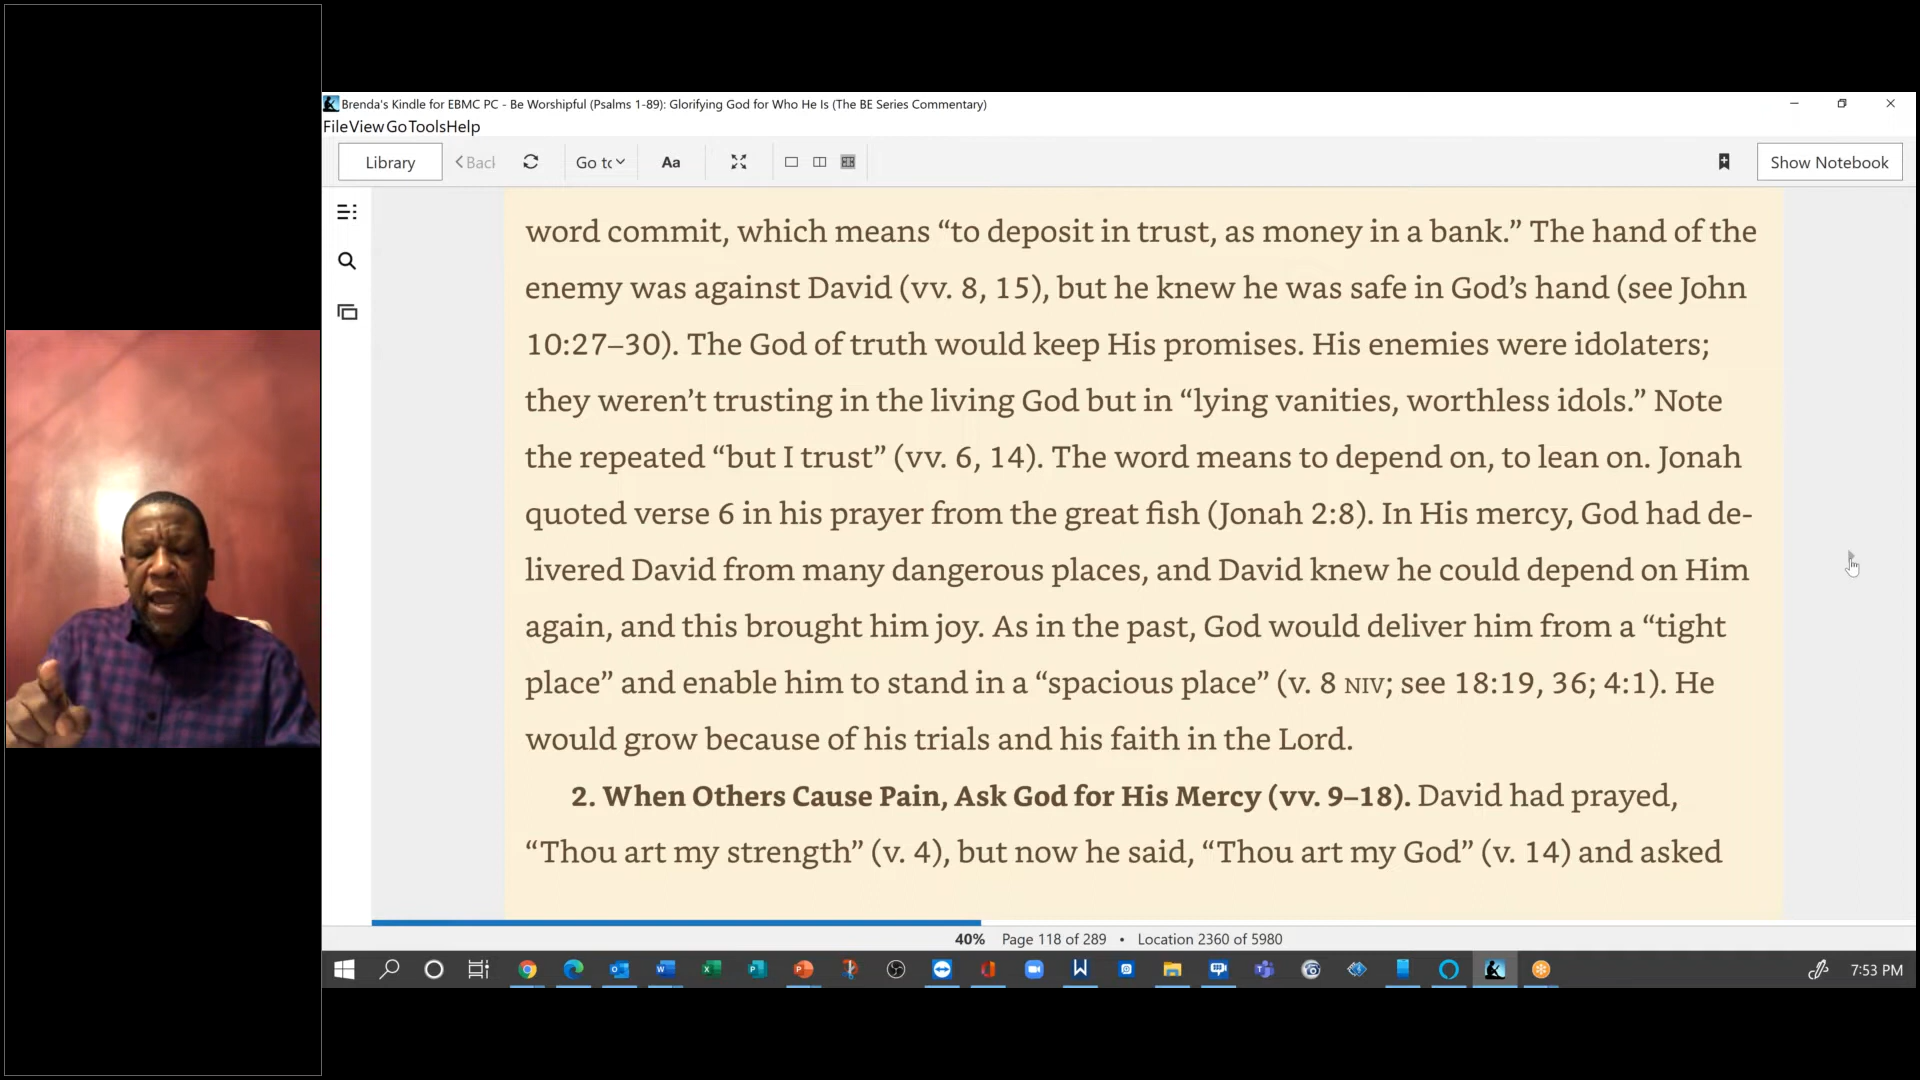 Brenda's Kindle for EBMC PC - Be Worshipful (Psalms 1-89): Glorifying God for Who He Is (The BE Series Commentary)
File View Go Tools Help
Library
Back
Go to
Aa
Show Notebook
word commit, which means “to deposit in trust, as money in a bank.” The hand of the
enemy was against David (vv. 8, 15), but he knew he was safe in God’s hand (see John
10:27–30). The God of truth would keep His promises. His enemies were idolaters;
they weren’t trusting in the living God but in “lying vanities, worthless idols.” Note
the repeated “but I trust” (vv. 6, 14). The word means to depend on, to lean on. Jonah
quoted verse 6 in his prayer from the great fish (Jonah 2:8). In His mercy, God had de-
livered David from many dangerous places, and David knew he could depend on Him
again, and this brought him joy. As in the past, God would deliver him from a “tight
place” and enable him to stand in a “spacious place” (v. 8 NIV; see 18:19, 36; 4:1). He
would grow because of his trials and his faith in the Lord.
2. When Others Cause Pain, Ask God for His Mercy (vv. 9–18). David had prayed,
“Thou art my strength” (v. 4), but now he said, “Thou art my God” (v. 14) and asked
40% Page 118 of 289 • Location 2360 of 5980
7:53 PM